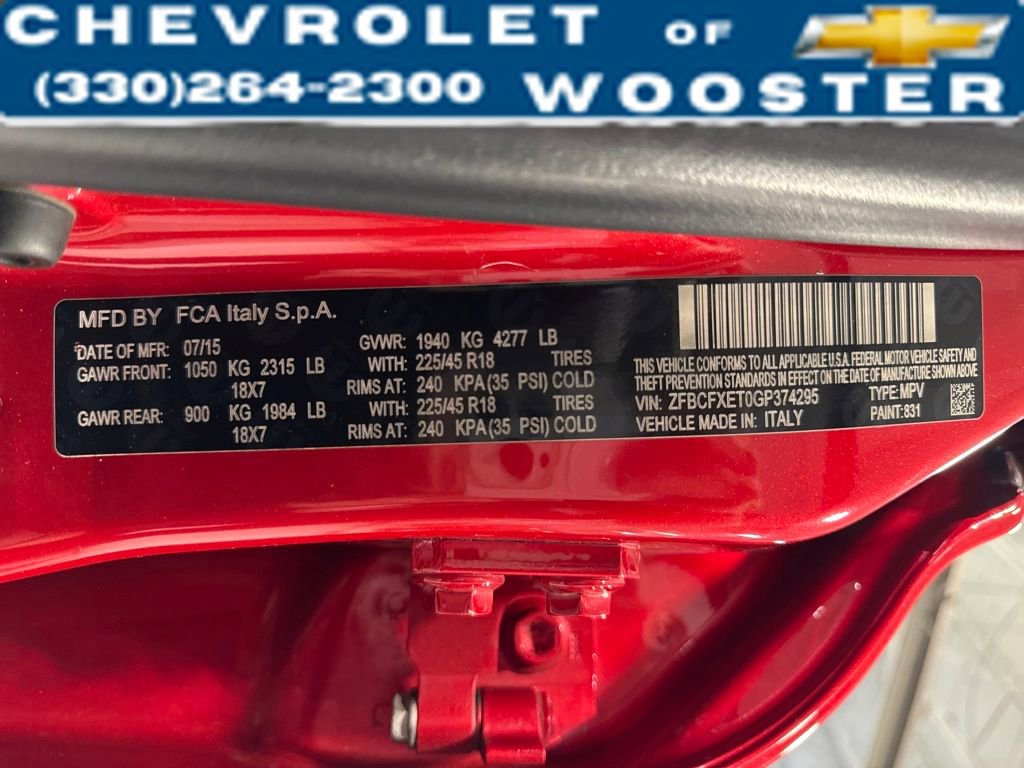 CHEVROLET OF
(330)264-2300 WOOSTER
MFD BY FCA Italy S.p.A.
DATE OF MFR: 07/15 GVWR: 1940 KG 4277 LB
GAWR FRONT: 1050 KG 2315 LB WITH: 225/45 R18 TIRES
18X7 RIMS AT: 240 KPA(35 PSI) COLD
GAWR REAR: 900 KG 1984 LB WITH: 225/45 R18 TIRES
18X7 RIMS AT: 240 KPA(35 PSI) COLD
THIS VEHICLE CONFORMS TO ALL APPLICABLE U.S.A. FEDERAL MOTOR VEHICLE SAFETY AND
THEFT PREVENTION STANDARDS IN EFFECT ON THE DATE OF MANUFACTURE SHOWN ABOVE
VIN: ZFBCFXET0GP374295 TYPE: MPV
VEHICLE MADE IN: ITALY PAINT: 831